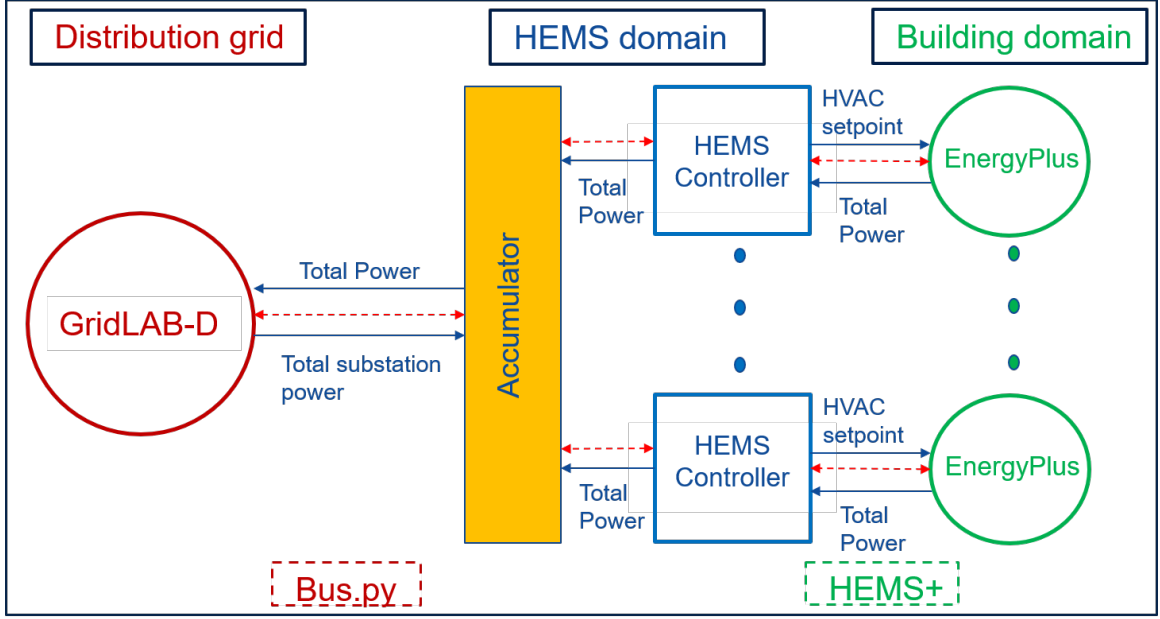 Distribution grid
HEMS domain
Building domain
HVAC
setpoint
HEMS
Controller
EnergyPlus
Total
Power
Total
Power
Accumulator
Total Power
GridLAB-D
Total substation
power
HVAC
setpoint
HEMS
Controller
EnergyPlus
Total
Power
Total
Power
Bus.py
HEMS+